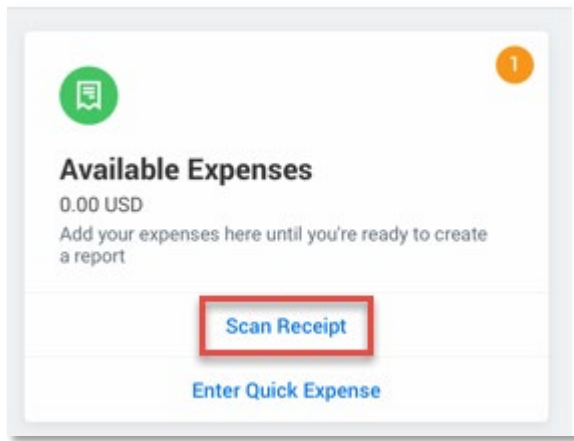 1
Available Expenses
0.00 USD
Add your expenses here until you're ready to create
a report
Scan Receipt
Enter Quick Expense